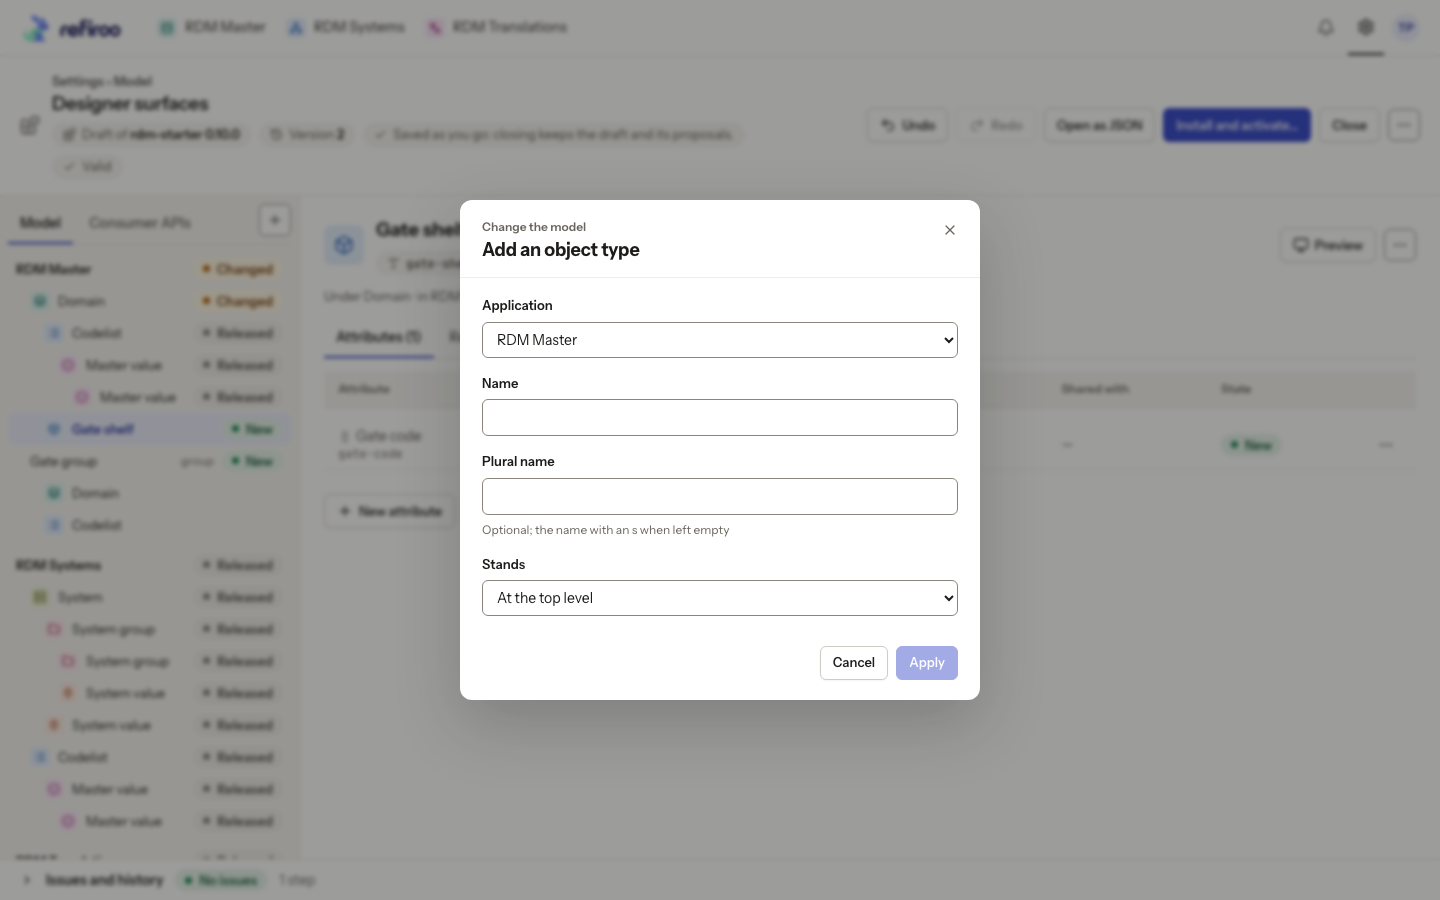 refiroo
RDM Master
RDM Systems
RDM Translations
TP
Settings › Model
Designer surfaces
Draft of rdm-starter 0.10.0
Version 2
Saved as you go: closing keeps the draft and its proposals.
Valid
Undo
Redo
Open as JSON
Install and activate...
Close
Model
Consumer APIs
RDM Master Changed
Domain Changed
Codelist Released
Master value Released
Master value Released
Gate shelf New
Gate group group New
Domain
Codelist
RDM Systems Released
System Released
System group Released
System group Released
System value Released
System value Released
Codelist Released
Master value Released
Master value Released
Gate shelf
Preview
Under Domain · in RDM
Attributes (1)
Attribute
Shared with
State
Gate code
gate-code
New
New attribute
Change the model
Add an object type
Application
RDM Master
Name
Plural name
Optional; the name with an s when left empty
Stands
At the top level
Cancel
Apply
Issues and history
No issues
1 step